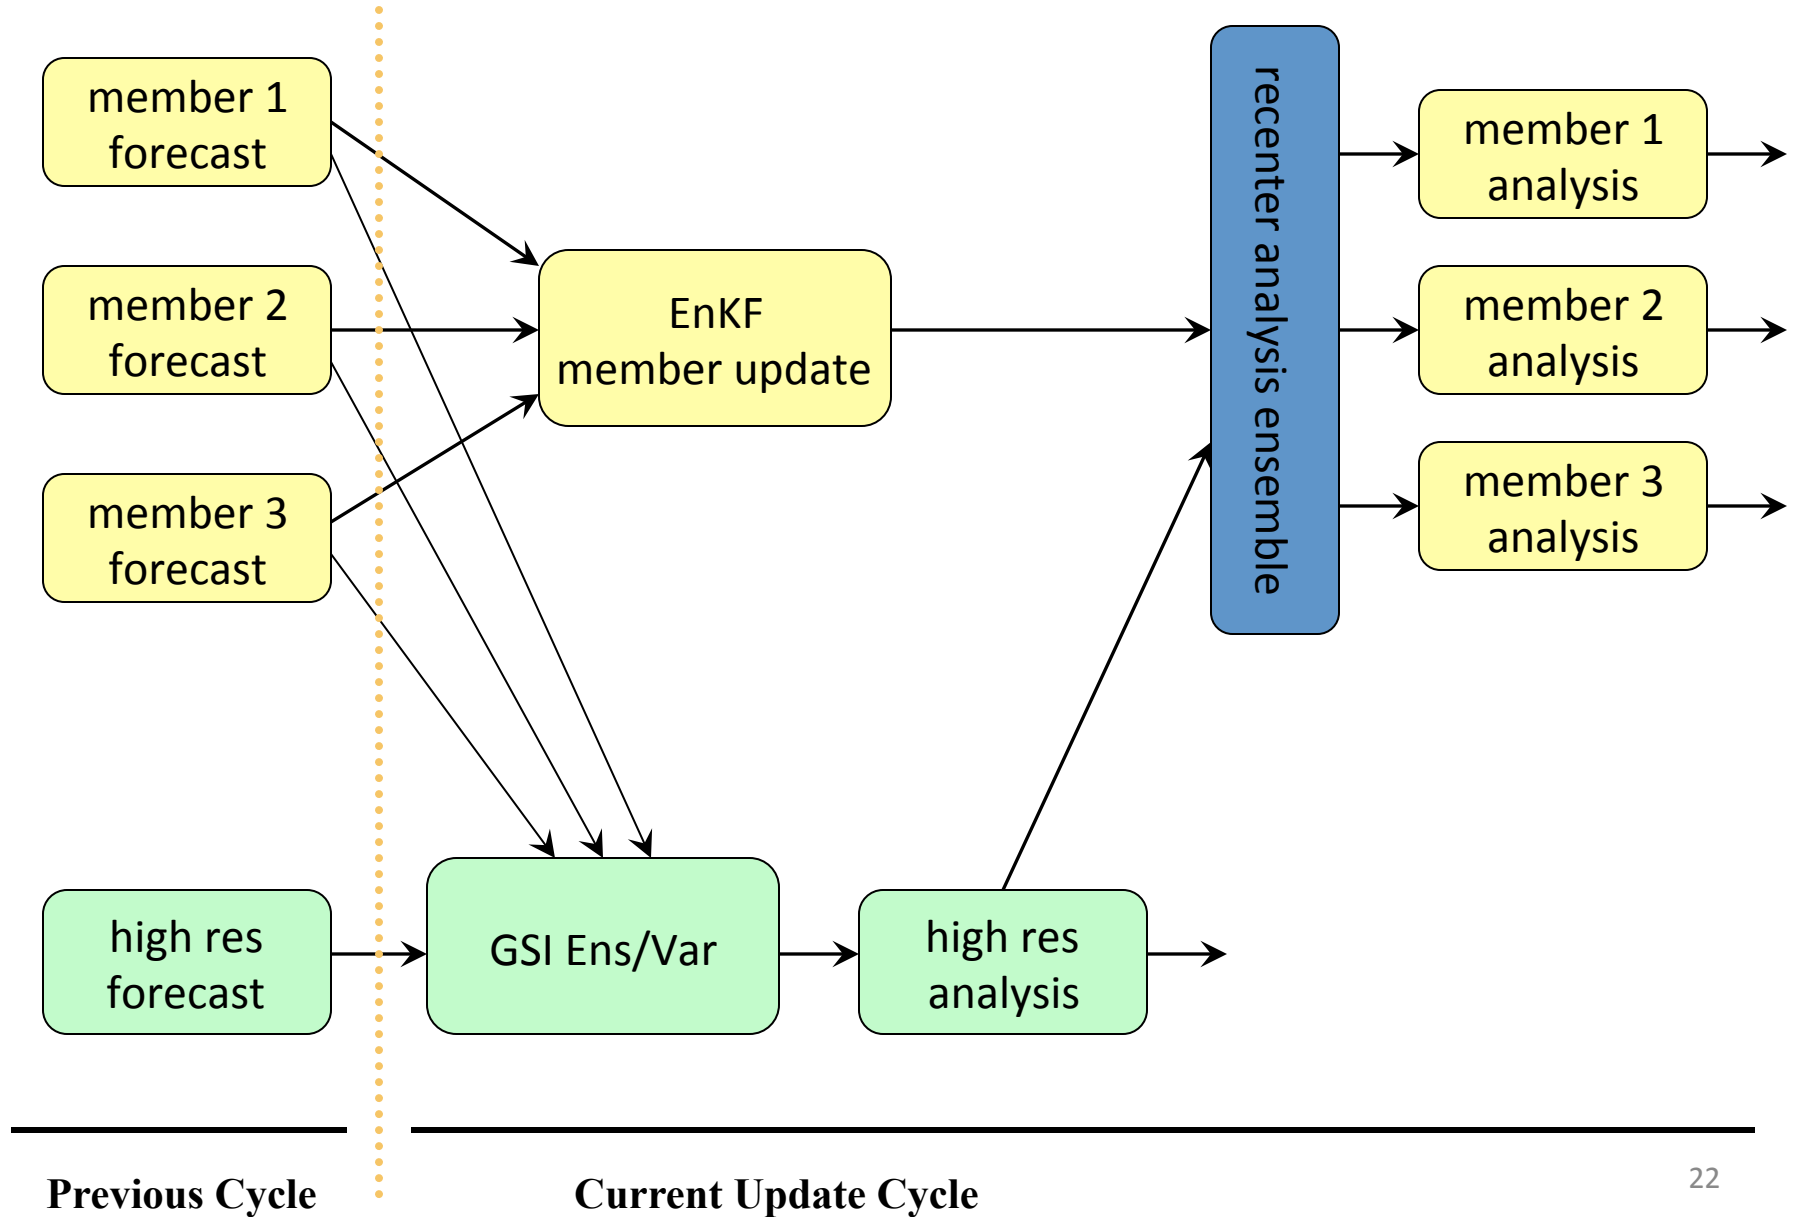 member 1
forecast
member 2
forecast
member 3
forecast
high res
forecast
EnKF
member update
GSI Ens/Var
high res
analysis
recenter analysis ensemble
member 1
analysis
member 2
analysis
member 3
analysis
Previous Cycle
Current Update Cycle
22